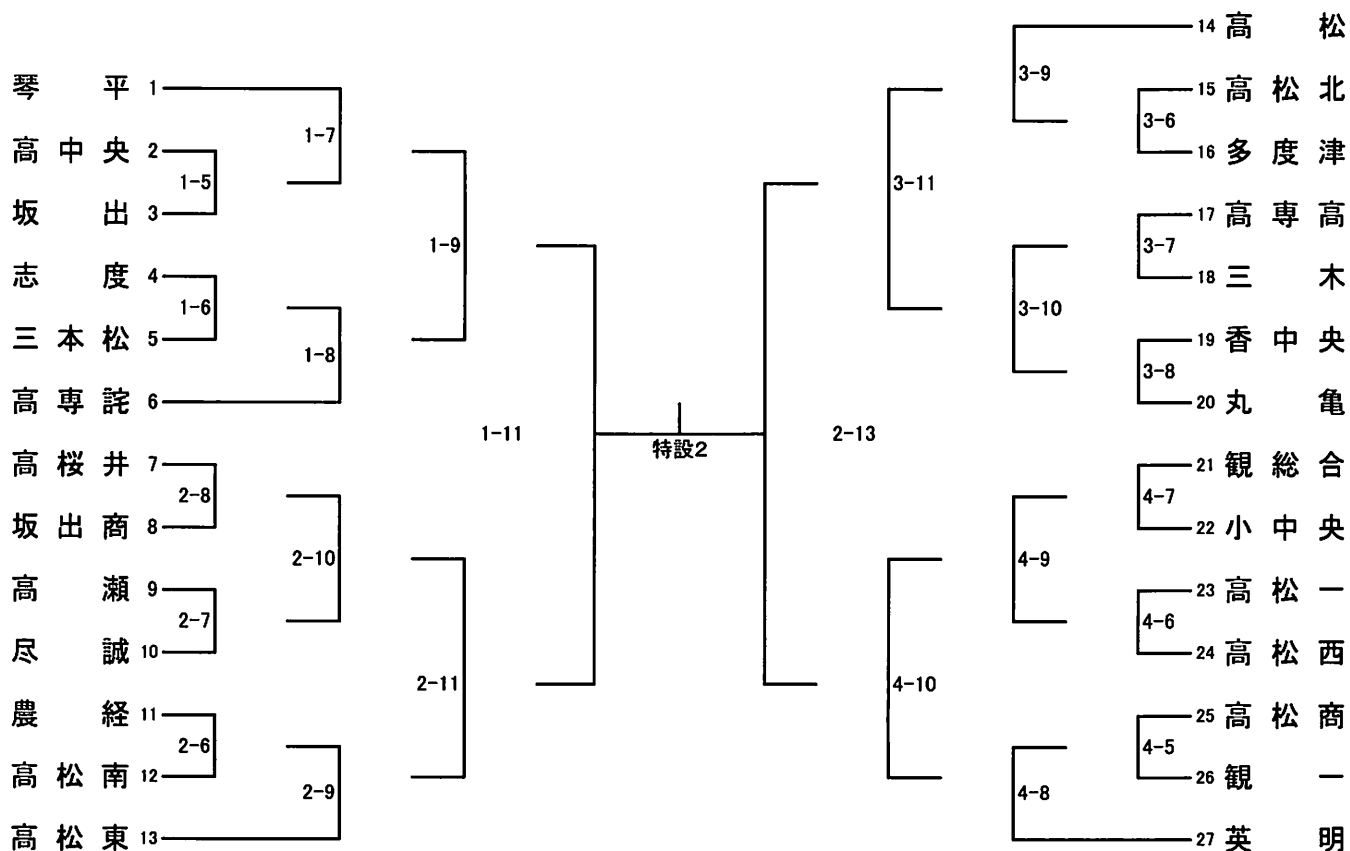 琴平 1
高中央 2
坂出 3
志度 4
三本松 5
高専詫 6
高桜井 7
坂出商 8
高瀬 9
尽誠 10
農経 11
高松南 12
高松東 13
1-5
1-6
2-8
2-7
2-6
1-7
1-8
2-10
2-9
1-9
2-11
1-11
特設2
2-13
3-11
4-10
3-9
3-10
4-9
4-8
3-6
3-7
3-8
4-7
4-6
4-5
14 高松
15 高松北
16 多度津
17 高専高
18 三木
19 香中央
20 丸亀
21 観総合
22 小中央
23 高松一
24 高松西
25 高松商
26 観一
27 英明